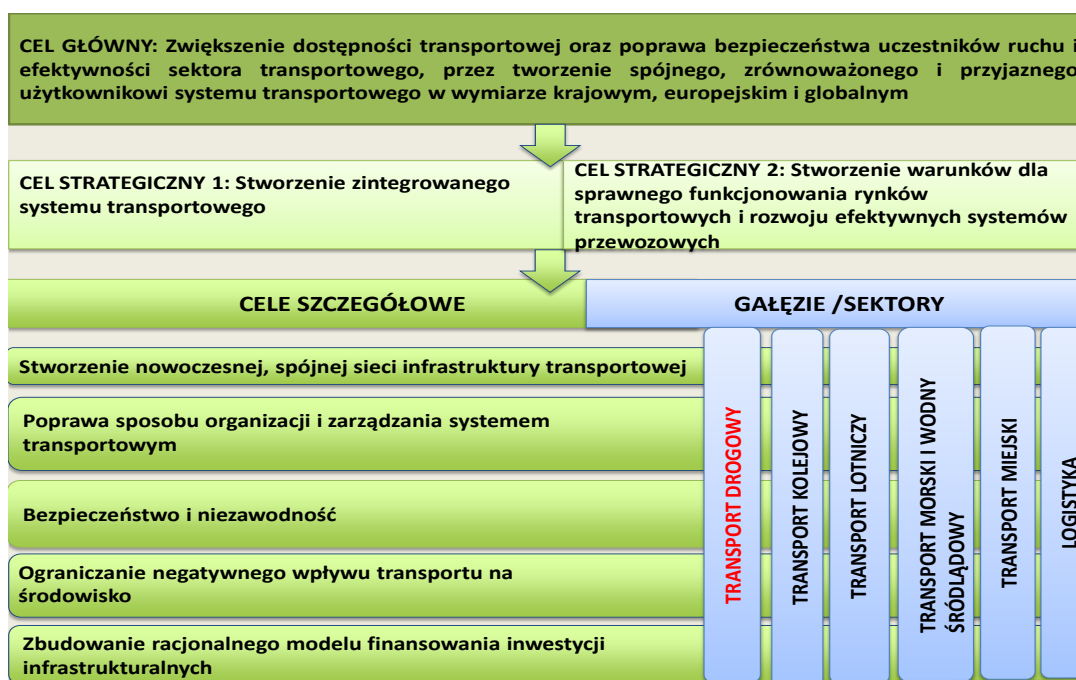 CEL GŁÓWNY: Zwiększenie dostępności transportowej oraz poprawa bezpieczeństwa uczestników ruchu i
efektywności sektora transportowego, przez tworzenie spójnego, zrównoważonego i przyjaznego
użytkownikowi systemu transportowego w wymiarze krajowym, europejskim i globalnym
CEL STRATEGICZNY 1: Stworzenie zintegrowanego
systemu transportowego
CEL STRATEGICZNY 2: Stworzenie warunków dla
sprawnego funkcjonowania rynków
transportowych i rozwoju efektywnych systemów
przewozowych
CELE SZCZEGÓŁOWE
GAŁĘZIE /SEKTORY
Stworzenie nowoczesnej, spójnej sieci infrastruktury transportowej
Poprawa sposobu organizacji i zarządzania systemem
transportowym
Bezpieczeństwo i niezawodność
Ograniczanie negatywnego wpływu transportu na
środowisko
Zbudowanie racjonalnego modelu finansowania inwestycji
infrastrukturalnych
TRANSPORT DROGOWY
TRANSPORT KOLEJOWY
TRANSPORT LOTNICZY
TRANSPORT MORSKI I WODNY
ŚRÓDLĄDOWY
TRANSPORT MIEJSKI
LOGISTYKA